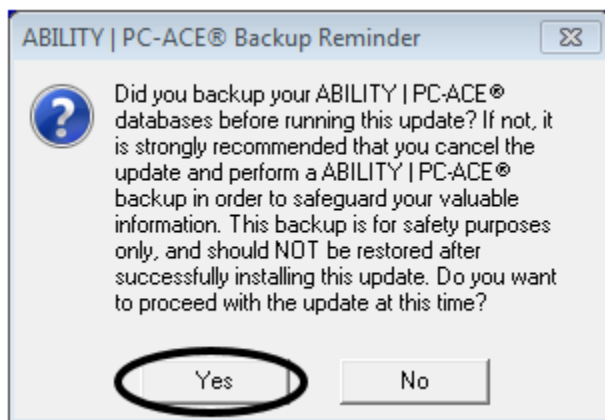 ABILITY | PC-ACE® Backup Reminder
Did you backup your ABILITY | PC-ACE®
databases before running this update? If not, it
is strongly recommended that you cancel the
update and perform a ABILITY | PC-ACE®
backup in order to safeguard your valuable
information. This backup is for safety purposes
only, and should NOT be restored after
successfully installing this update. Do you want
to proceed with the update at this time?
Yes No